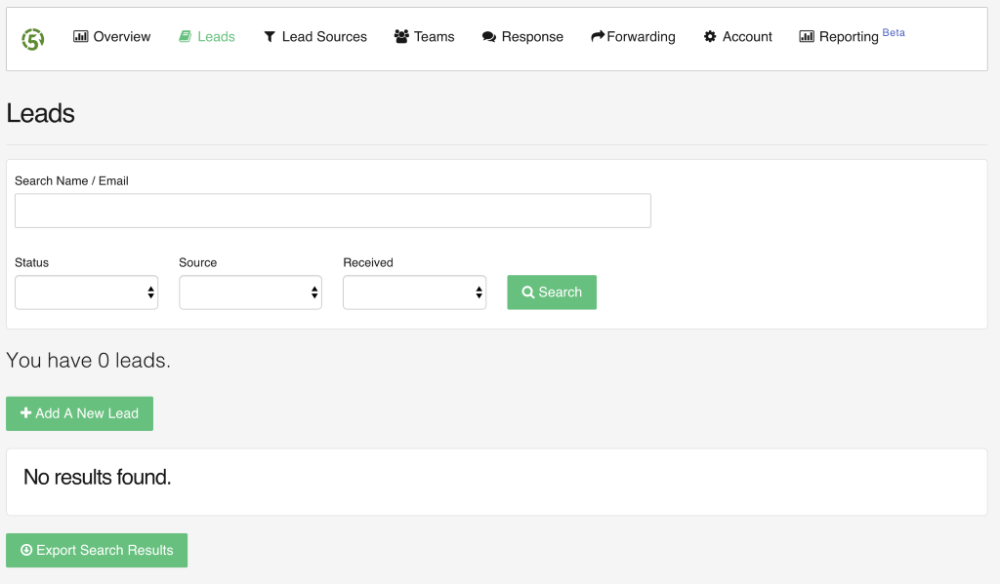 5 Overview Leads Lead Sources Teams Response Forwarding Account Reporting Beta
Leads
Search Name / Email
Status Source Received
Search
You have 0 leads.
Add A New Lead
No results found.
Export Search Results